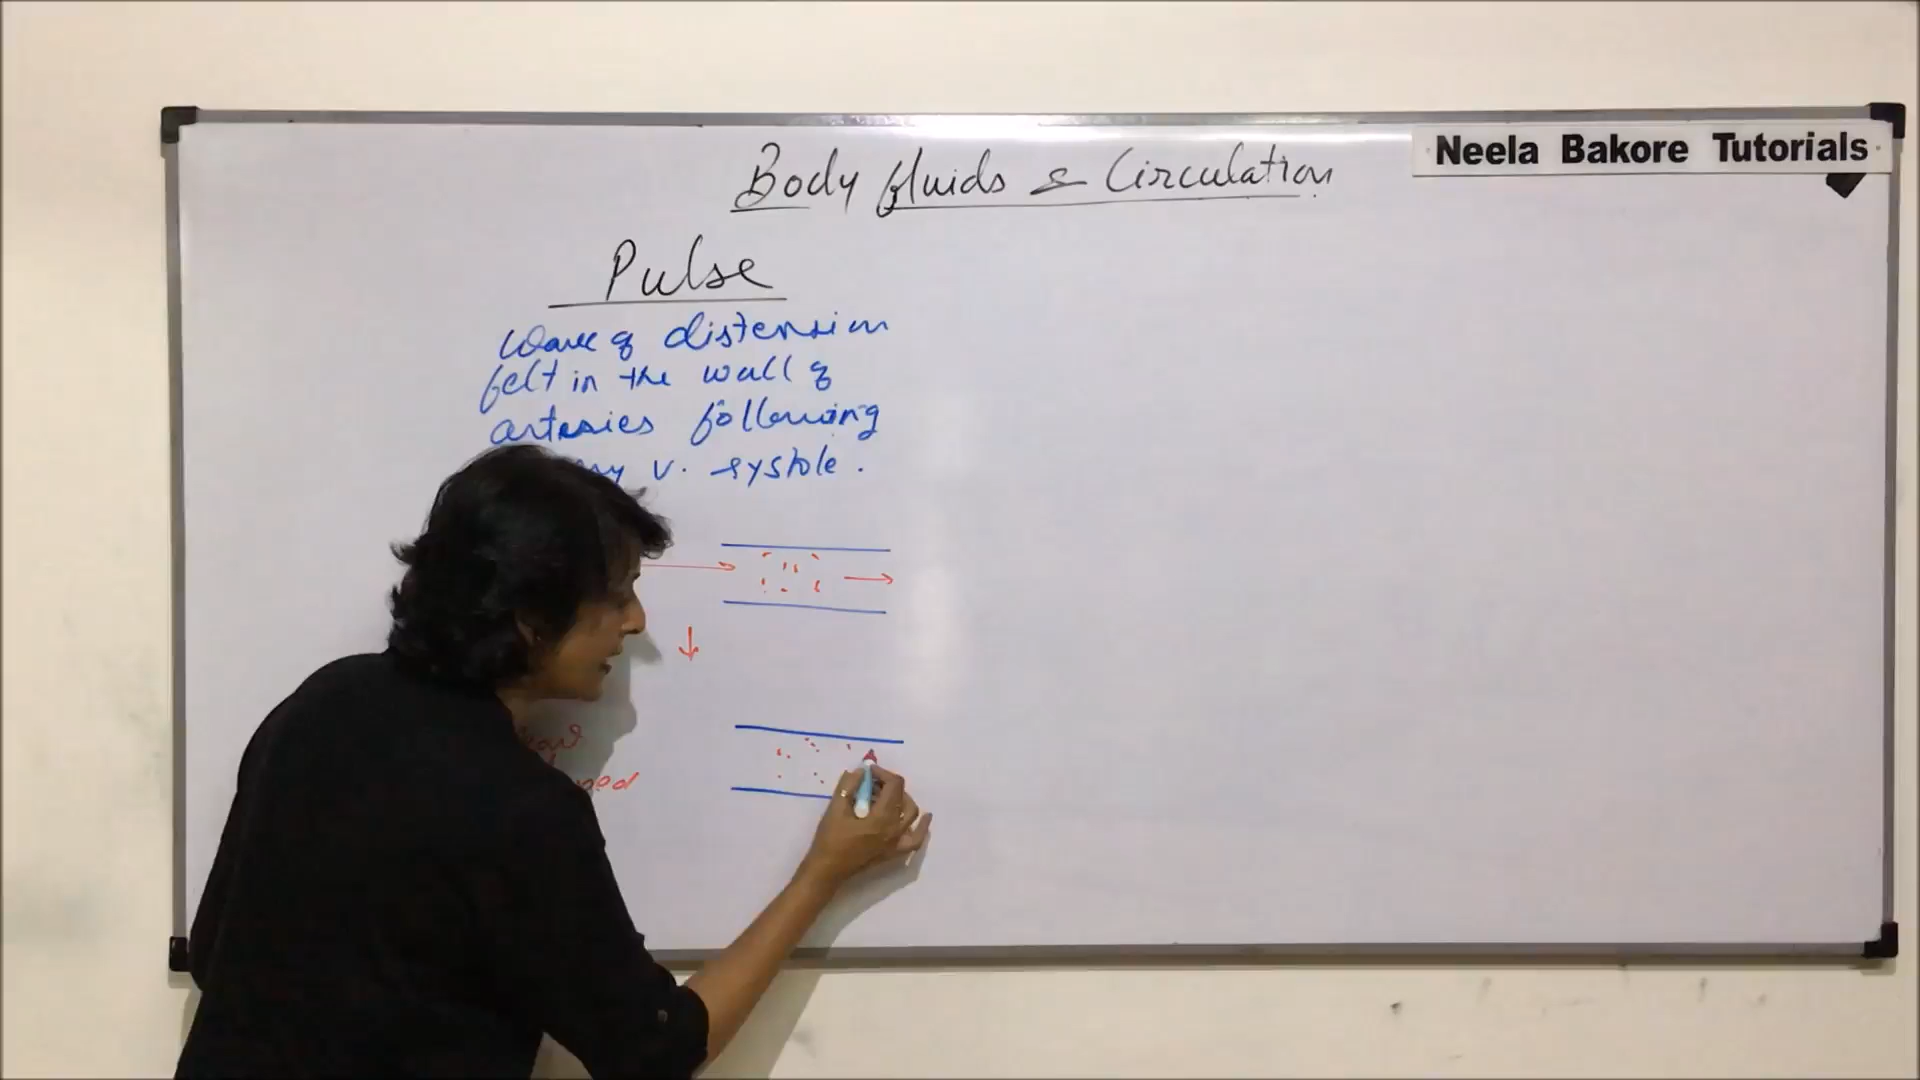 Neela Bakore Tutorials
Body fluids & Circulation
Pulse
Wave of distension
felt in the wall of
arteries following
v. systole.